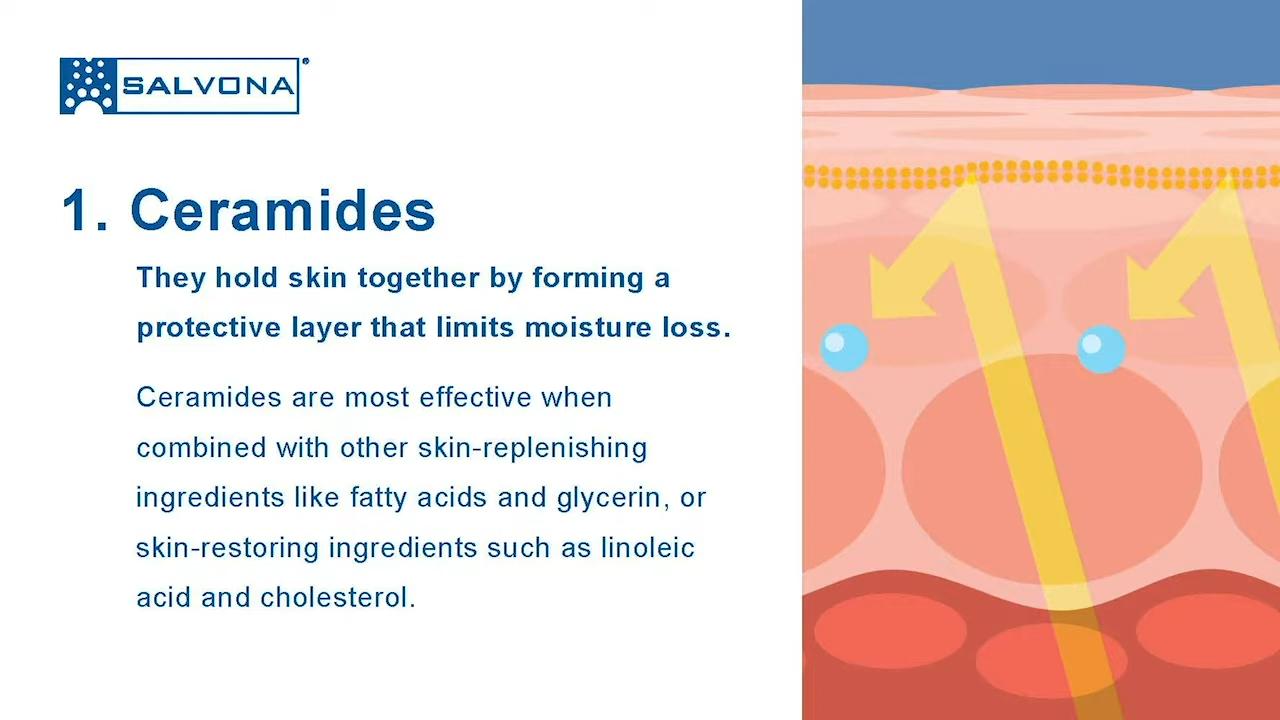 SALVONA®
1. Ceramides
They hold skin together by forming a
protective layer that limits moisture loss.
Ceramides are most effective when
combined with other skin-replenishing
ingredients like fatty acids and glycerin, or
skin-restoring ingredients such as linoleic
acid and cholesterol.